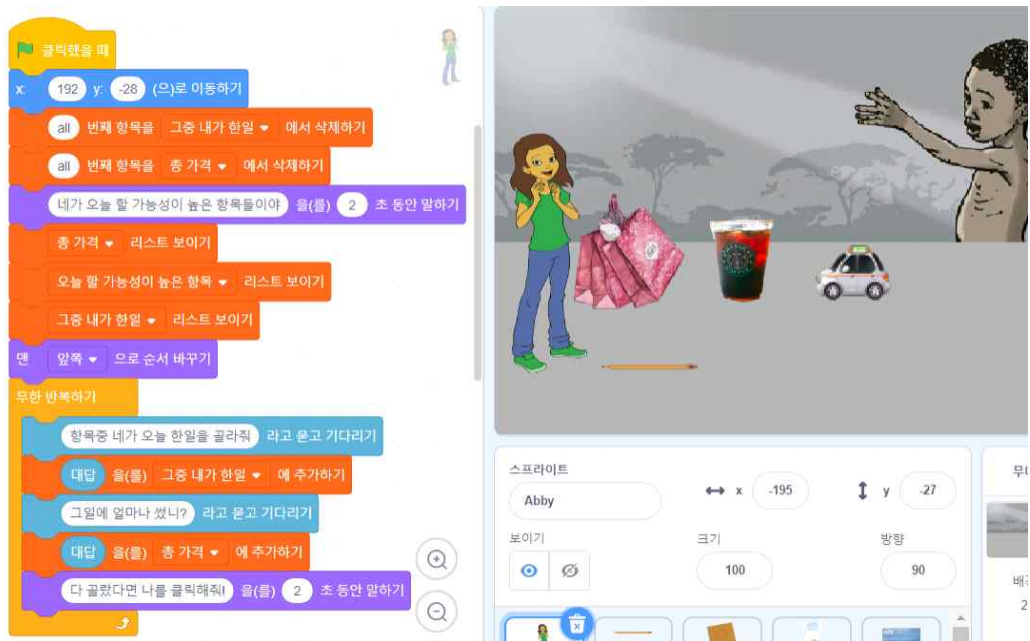 클릭했을 때
x: 192 y: -28 (으)로 이동하기
all 번째 항목을 그중 내가 한일 에서 삭제하기
all 번째 항목을 총 가격 에서 삭제하기
네가 오늘 할 가능성이 높은 항목들이야 을(를) 2 초 동안 말하기
총 가격 리스트 보이기
오늘 할 가능성이 높은 항목 리스트 보이기
그중 내가 한일 리스트 보이기
맨 앞쪽 으로 순서 바꾸기
무한 반복하기
항목중 네가 오늘 한일을 골라줘 라고 묻고 기다리기
대답 을(를) 그중 내가 한일 에 추가하기
그일에 얼마나 썼니? 라고 묻고 기다리기
대답 을(를) 총 가격 에 추가하기
다 골랐다면 나를 클릭해줘! 을(를) 2 초 동안 말하기
스프라이트
Abby
x -195
y -27
보이기
크기
100
방향
90